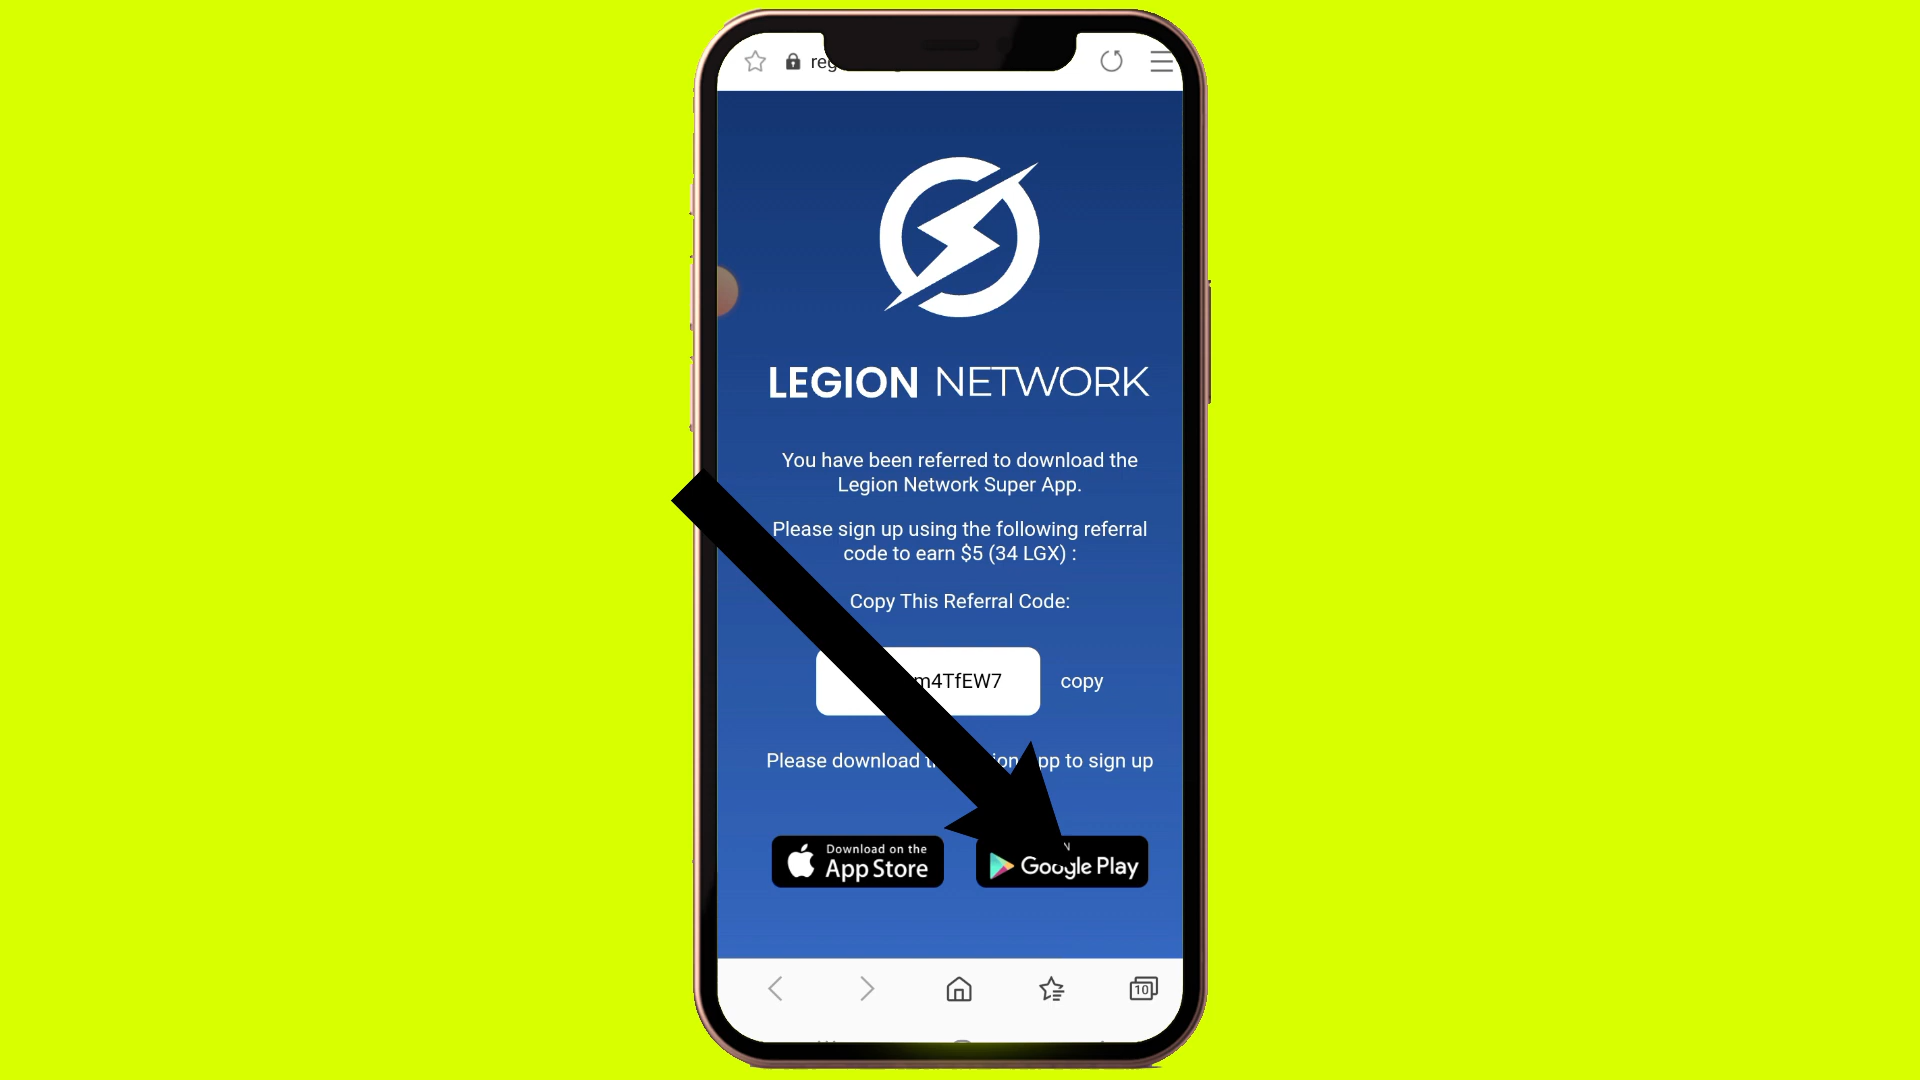 LEGION NETWORK
You have been referred to download the
Legion Network Super App.
Please sign up using the following referral
code to earn $5 (34 LGX) :
Copy This Referral Code:
m4TfEW7 copy
Please download app to sign up
Download on the
App Store
Google Play
10